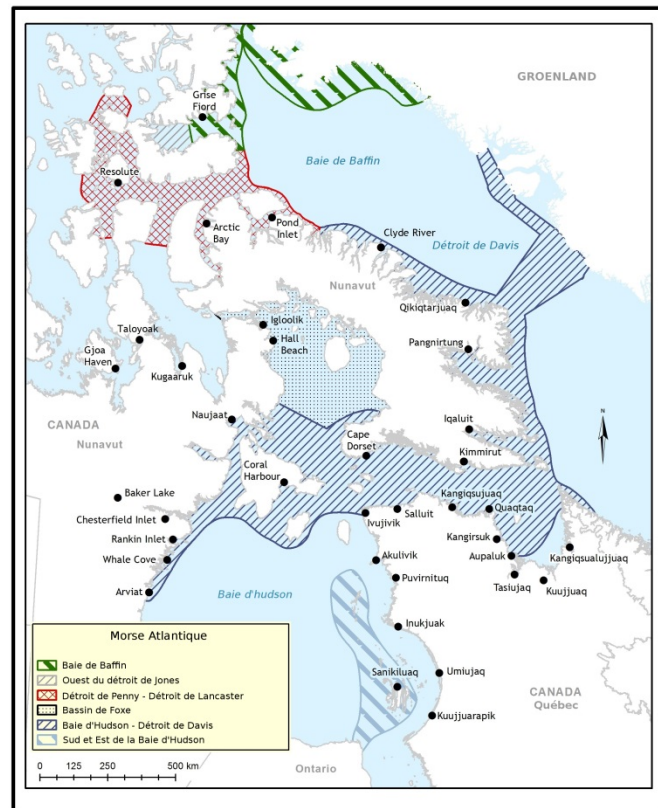 GROENLAND
Grise
Fiord
Baie de Baffin
Resolute
Arctic
Bay
Pond
Inlet
Clyde River
Détroit de Davis
Nunavut
Qikiqtarjuaq
Igloolik
Hall
Beach
Taloyoak
Gjoa
Haven
Kugaaruk
Pangnirtung
CANADA
Nunavut
Naujaat
Iqaluit
N
Cape
Dorset
Kimmirut
Coral
Harbour
Baker Lake
Chesterfield Inlet
Rankin Inlet
Whale Cove
Arviat
Ivujivik
Salluit
Kangiqsujuaq
Quaqtaq
Kangirsuk
Aupaluk
Kangiqsualujjuaq
Akulivik
Tasiujaq
Kuujjuaq
Puvirnituq
Baie d'hudson
Inukjuak
Sanikiluaq
Umiujaq
CANADA
Québec
Kuujjuarapik
Ontario
Morse Atlantique
Baie de Baffin
Ouest du détroit de Jones
Détroit de Penny - Détroit de Lancaster
Bassin de Foxe
Baie d'Hudson - Détroit de Davis
Sud et Est de la Baie d'Hudson
0 125 250 500 km